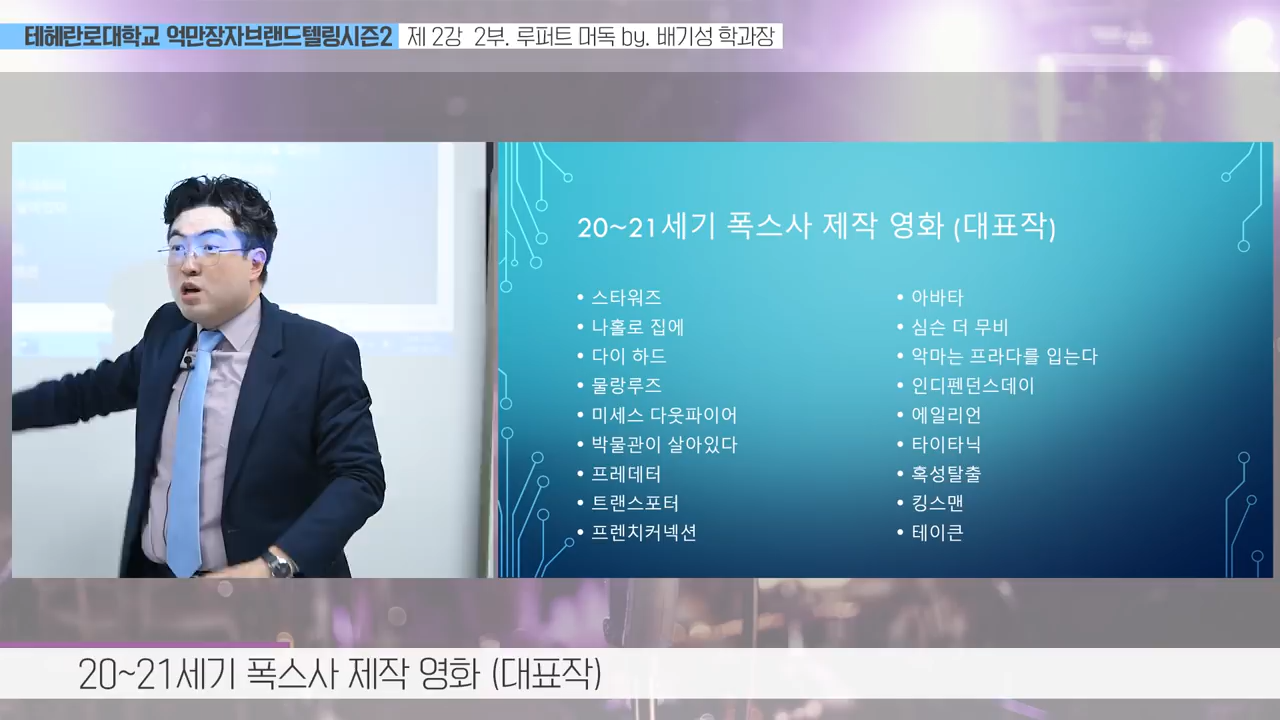 테헤란로대학교 억만장자브랜드텔링시즌2 제 2강 2부. 루퍼트 머독 by. 배기성 학과장
20~21세기 폭스사 제작 영화 (대표작)
• 스타워즈
• 나홀로 집에
• 다이 하드
• 물랑루즈
• 미세스 다웃파이어
• 박물관이 살아있다
• 프레데터
• 트랜스포터
• 프렌치커넥션
• 아바타
• 심슨 더 무비
• 악마는 프라다를 입는다
• 인디펜던스데이
• 에일리언
• 타이타닉
• 혹성탈출
• 킹스맨
• 테이큰
20~21세기 폭스사 제작 영화 (대표작)